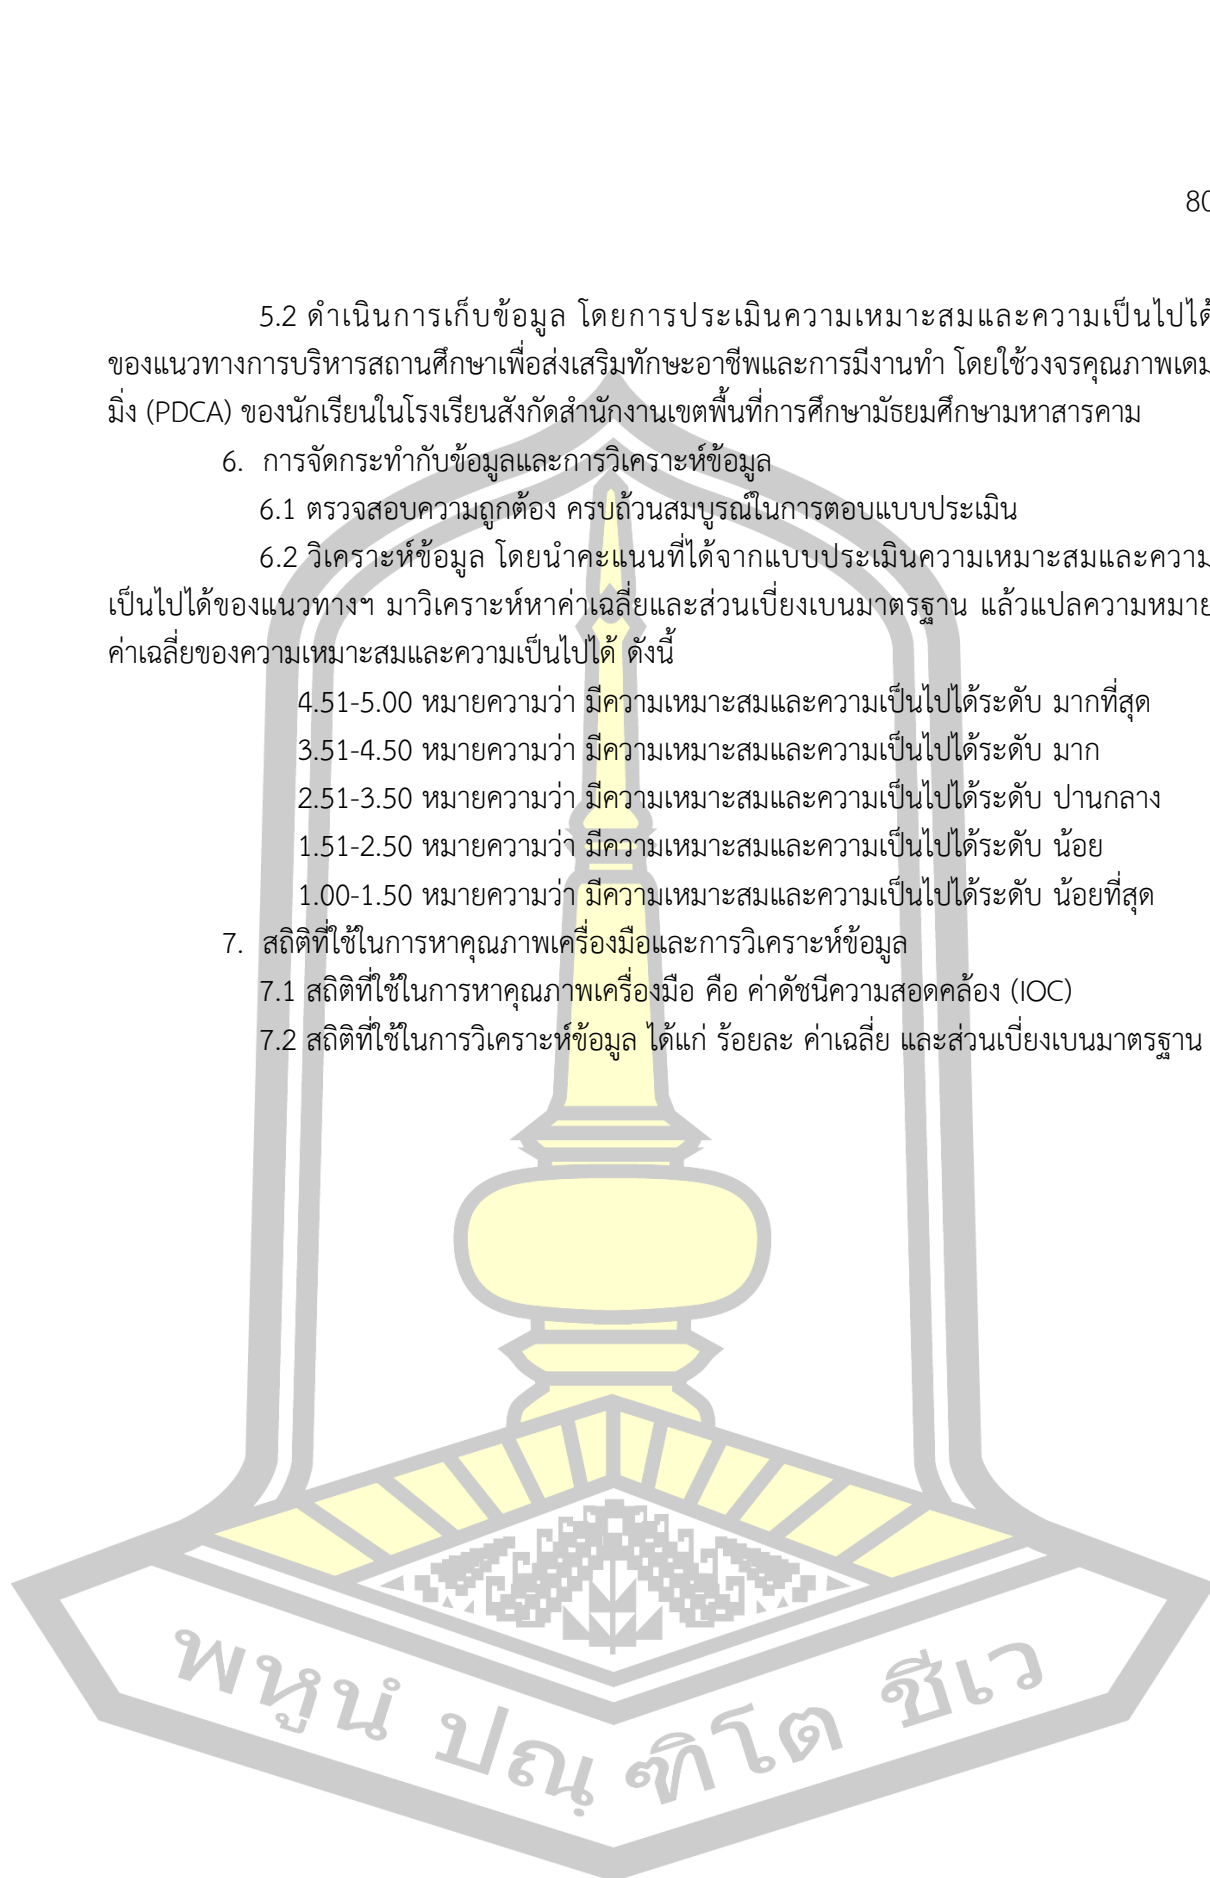 80
5.2 ดำเนินการเก็บข้อมูล โดยการประเมินความเหมาะสมและความเป็นไปได้
ของแนวทางการบริหารสถานศึกษาเพื่อส่งเสริมทักษะอาชีพและการมีงานทำ โดยใช้วงจรคุณภาพเดม
มิ่ง (PDCA) ของนักเรียนในโรงเรียนสังกัดสำนักงานเขตพื้นที่การศึกษามัธยมศึกษามหาสารคาม
6. การจัดกระทำกับข้อมูลและการวิเคราะห์ข้อมูล
6.1 ตรวจสอบความถูกต้อง ครบถ้วนสมบูรณ์ในการตอบแบบประเมิน
6.2 วิเคราะห์ข้อมูล โดยนำคะแนนที่ได้จากแบบประเมินความเหมาะสมและความ
เป็นไปได้ของแนวทางฯ มาวิเคราะห์หาค่าเฉลี่ยและส่วนเบี่ยงเบนมาตรฐาน แล้วแปลความหมาย
ค่าเฉลี่ยของความเหมาะสมและความเป็นไปได้ ดังนี้
4.51-5.00 หมายความว่า มีความเหมาะสมและความเป็นไปได้ระดับ มากที่สุด
3.51-4.50 หมายความว่า มีความเหมาะสมและความเป็นไปได้ระดับ มาก
2.51-3.50 หมายความว่า มีความเหมาะสมและความเป็นไปได้ระดับ ปานกลาง
1.51-2.50 หมายความว่า มีความเหมาะสมและความเป็นไปได้ระดับ น้อย
1.00-1.50 หมายความว่า มีความเหมาะสมและความเป็นไปได้ระดับ น้อยที่สุด
7. สถิติที่ใช้ในการหาคุณภาพเครื่องมือและการวิเคราะห์ข้อมูล
7.1 สถิติที่ใช้ในการหาคุณภาพเครื่องมือ คือ ค่าดัชนีความสอดคล้อง (IOC)
7.2 สถิติที่ใช้ในการวิเคราะห์ข้อมูล ได้แก่ ร้อยละ ค่าเฉลี่ย และส่วนเบี่ยงเบนมาตรฐาน
พหูนํ ปณฺฑิโต ชีเว